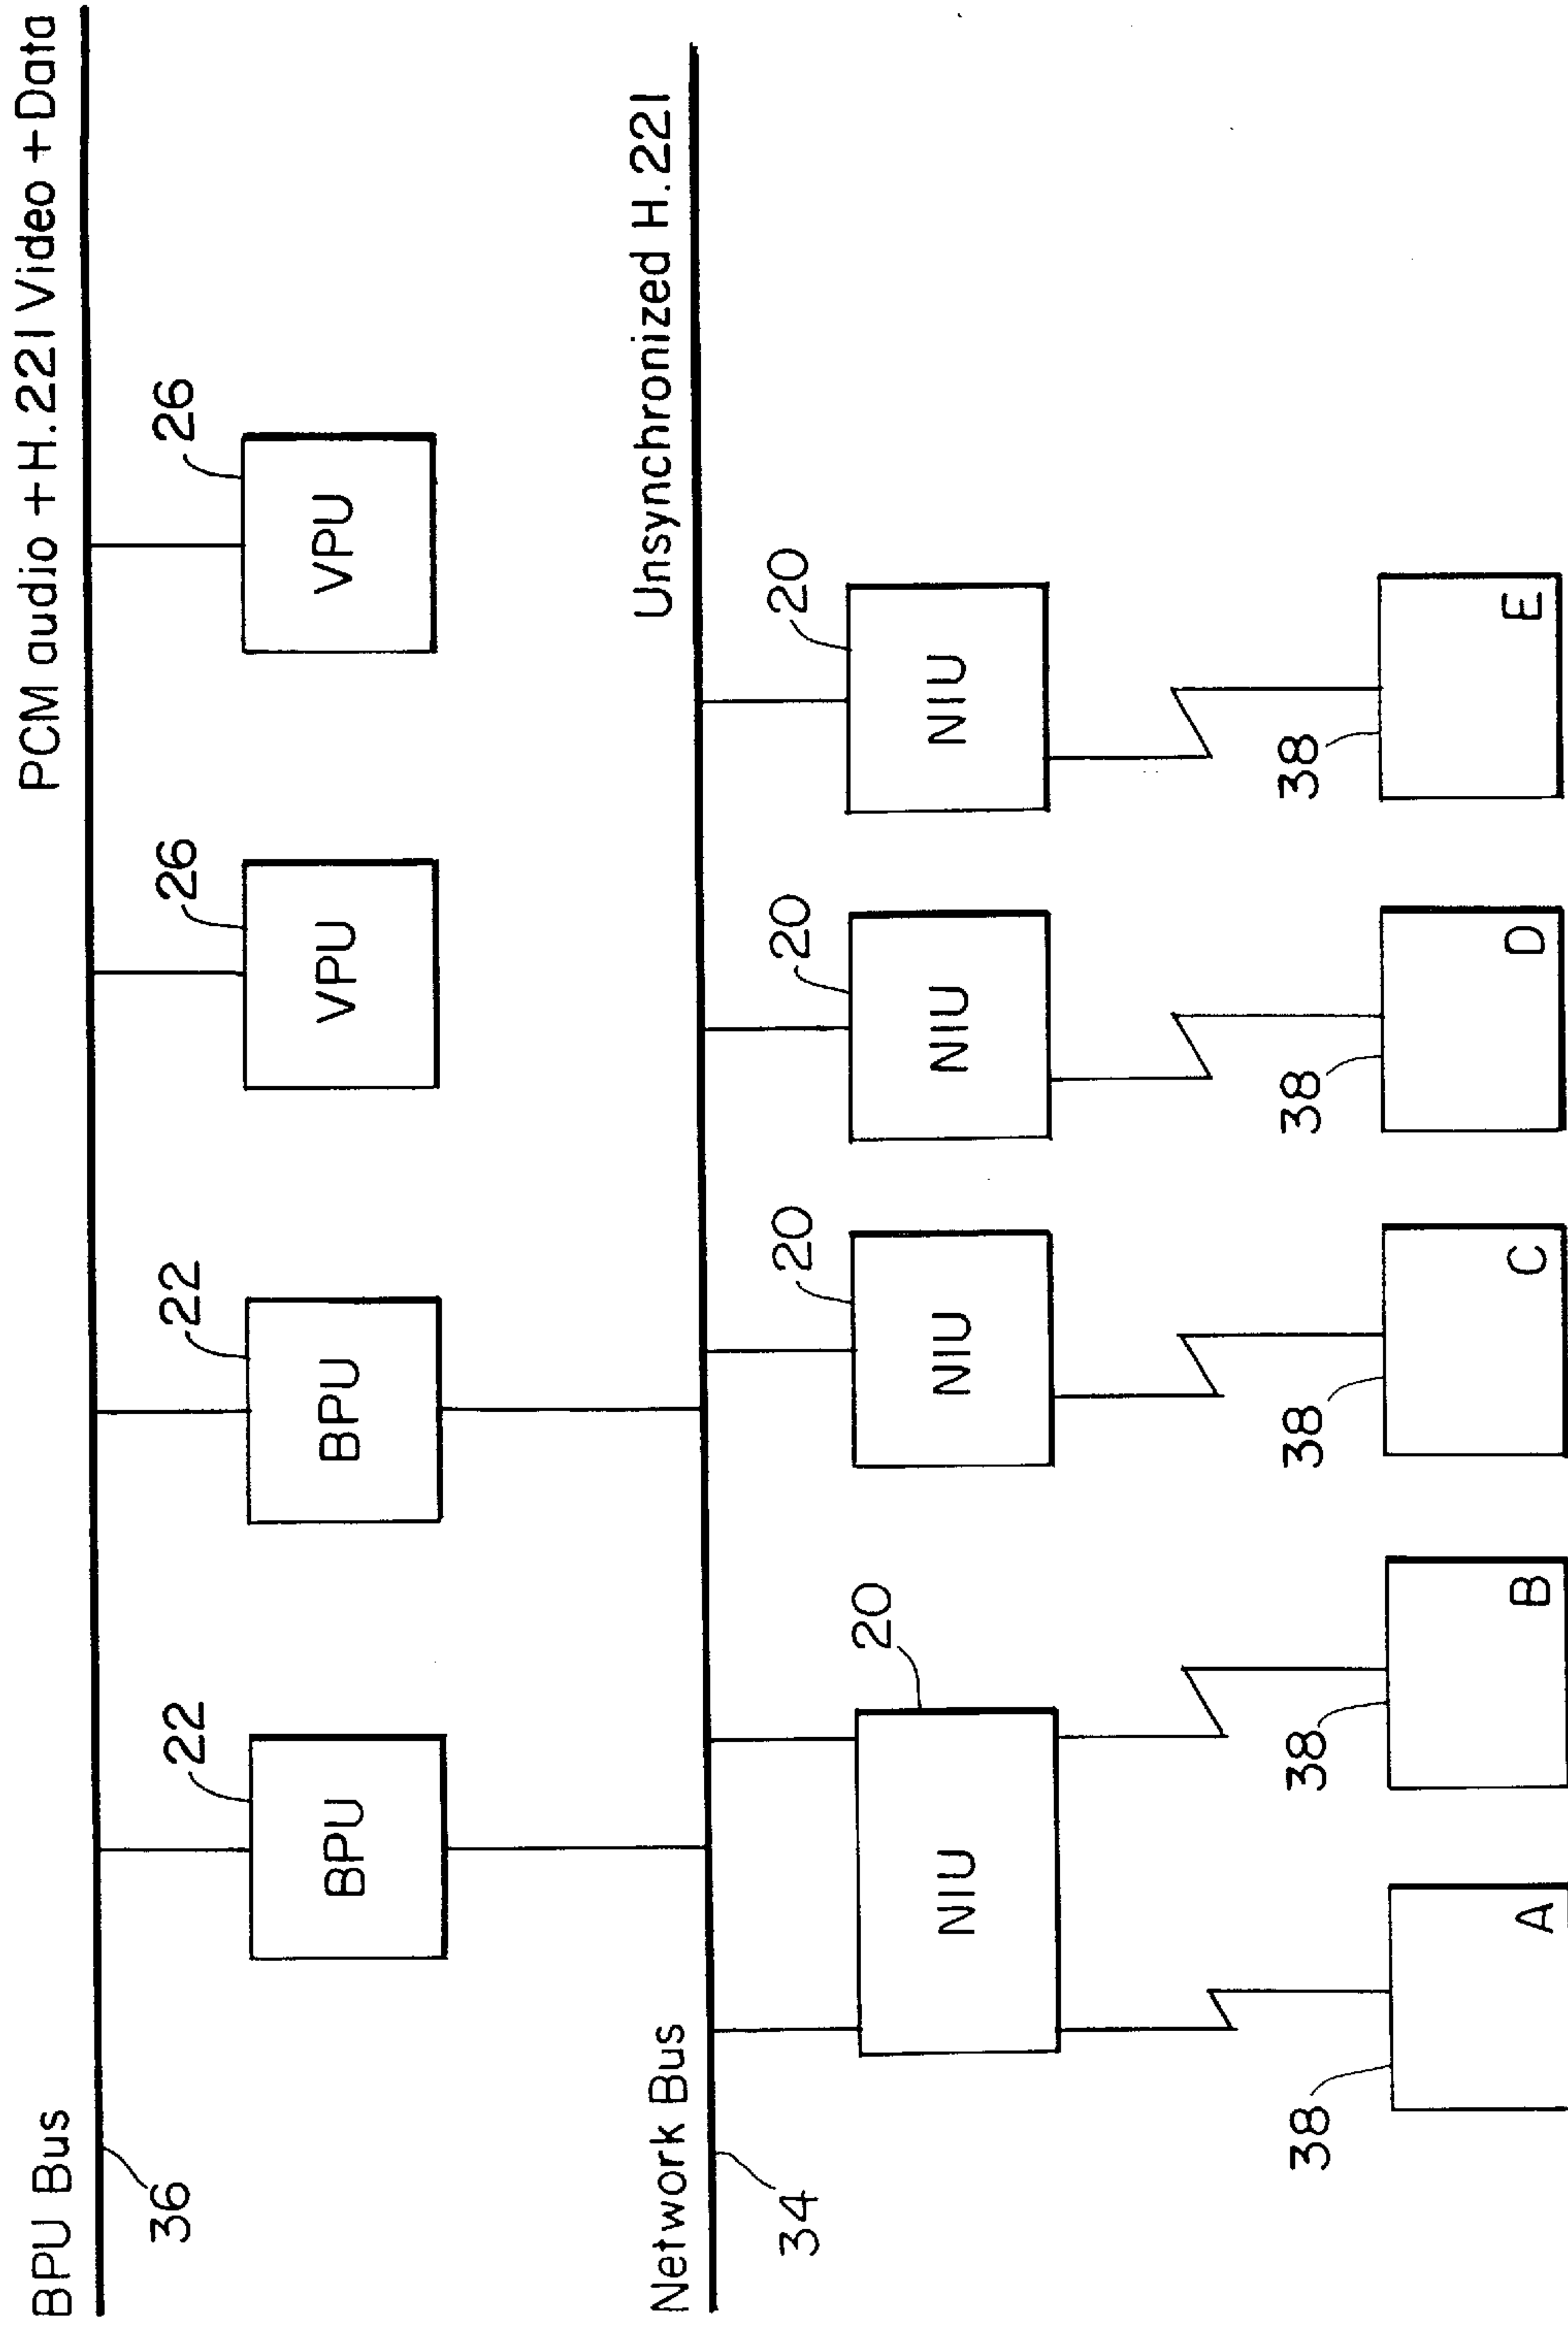 BPU Bus
PCM audio + H.221 Video + Data
36
22
22
26
26
BPU
BPU
VPU
VPU
Network Bus
Unsynchronized H.221
34
20
20
20
20
NIU
NIU
NIU
NIU
38
38
38
38
38
A
B
C
D
E